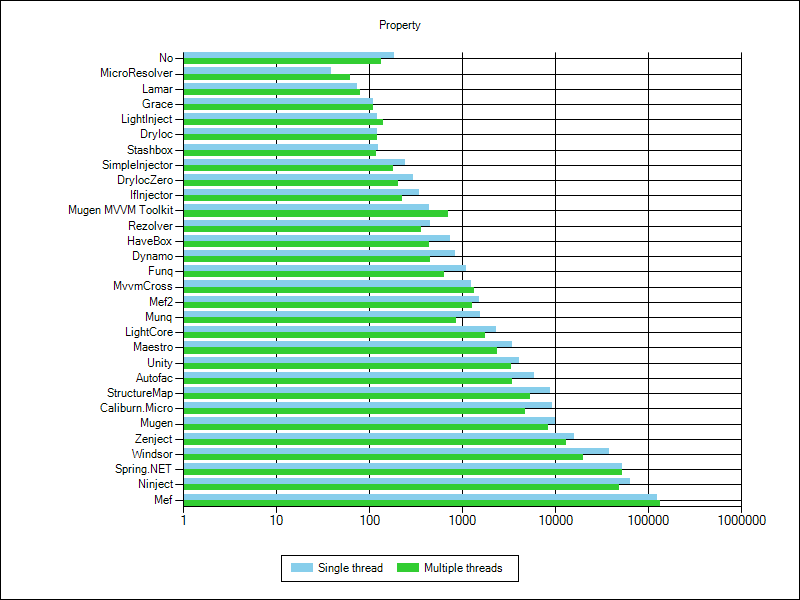 Property
No
MicroResolver
Lamar
Grace
LightInject
DryIoc
Stashbox
SimpleInjector
DryIocZero
IfInjector
Mugen MVVM Toolkit
Rezolver
HaveBox
Dynamo
Funq
MvvmCross
Mef2
Munq
LightCore
Maestro
Unity
Autofac
StructureMap
Caliburn.Micro
Mugen
Zenject
Windsor
Spring.NET
Ninject
Mef
1 10 100 1000 10000 100000 1000000
Single thread Multiple threads